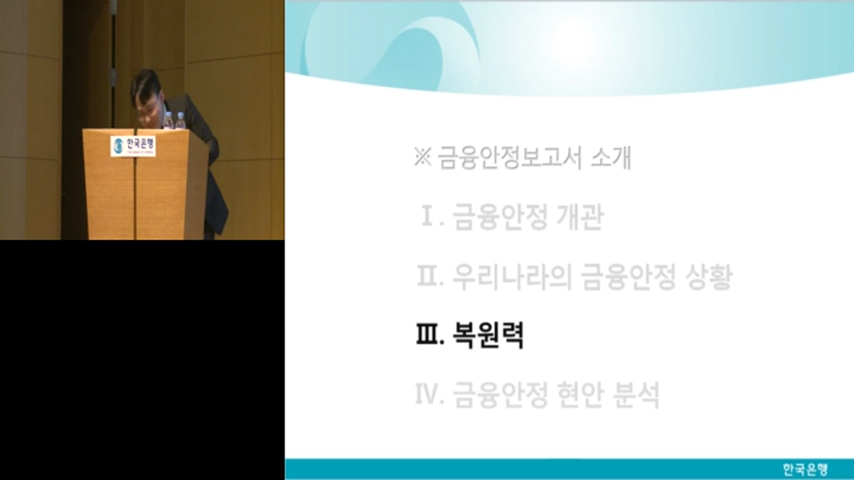 한국은행
※ 금융안정보고서 소개
Ⅰ. 금융안정 개관
Ⅱ. 우리나라의 금융안정 상황
Ⅲ. 복원력
Ⅳ. 금융안정 현안 분석
한국은행